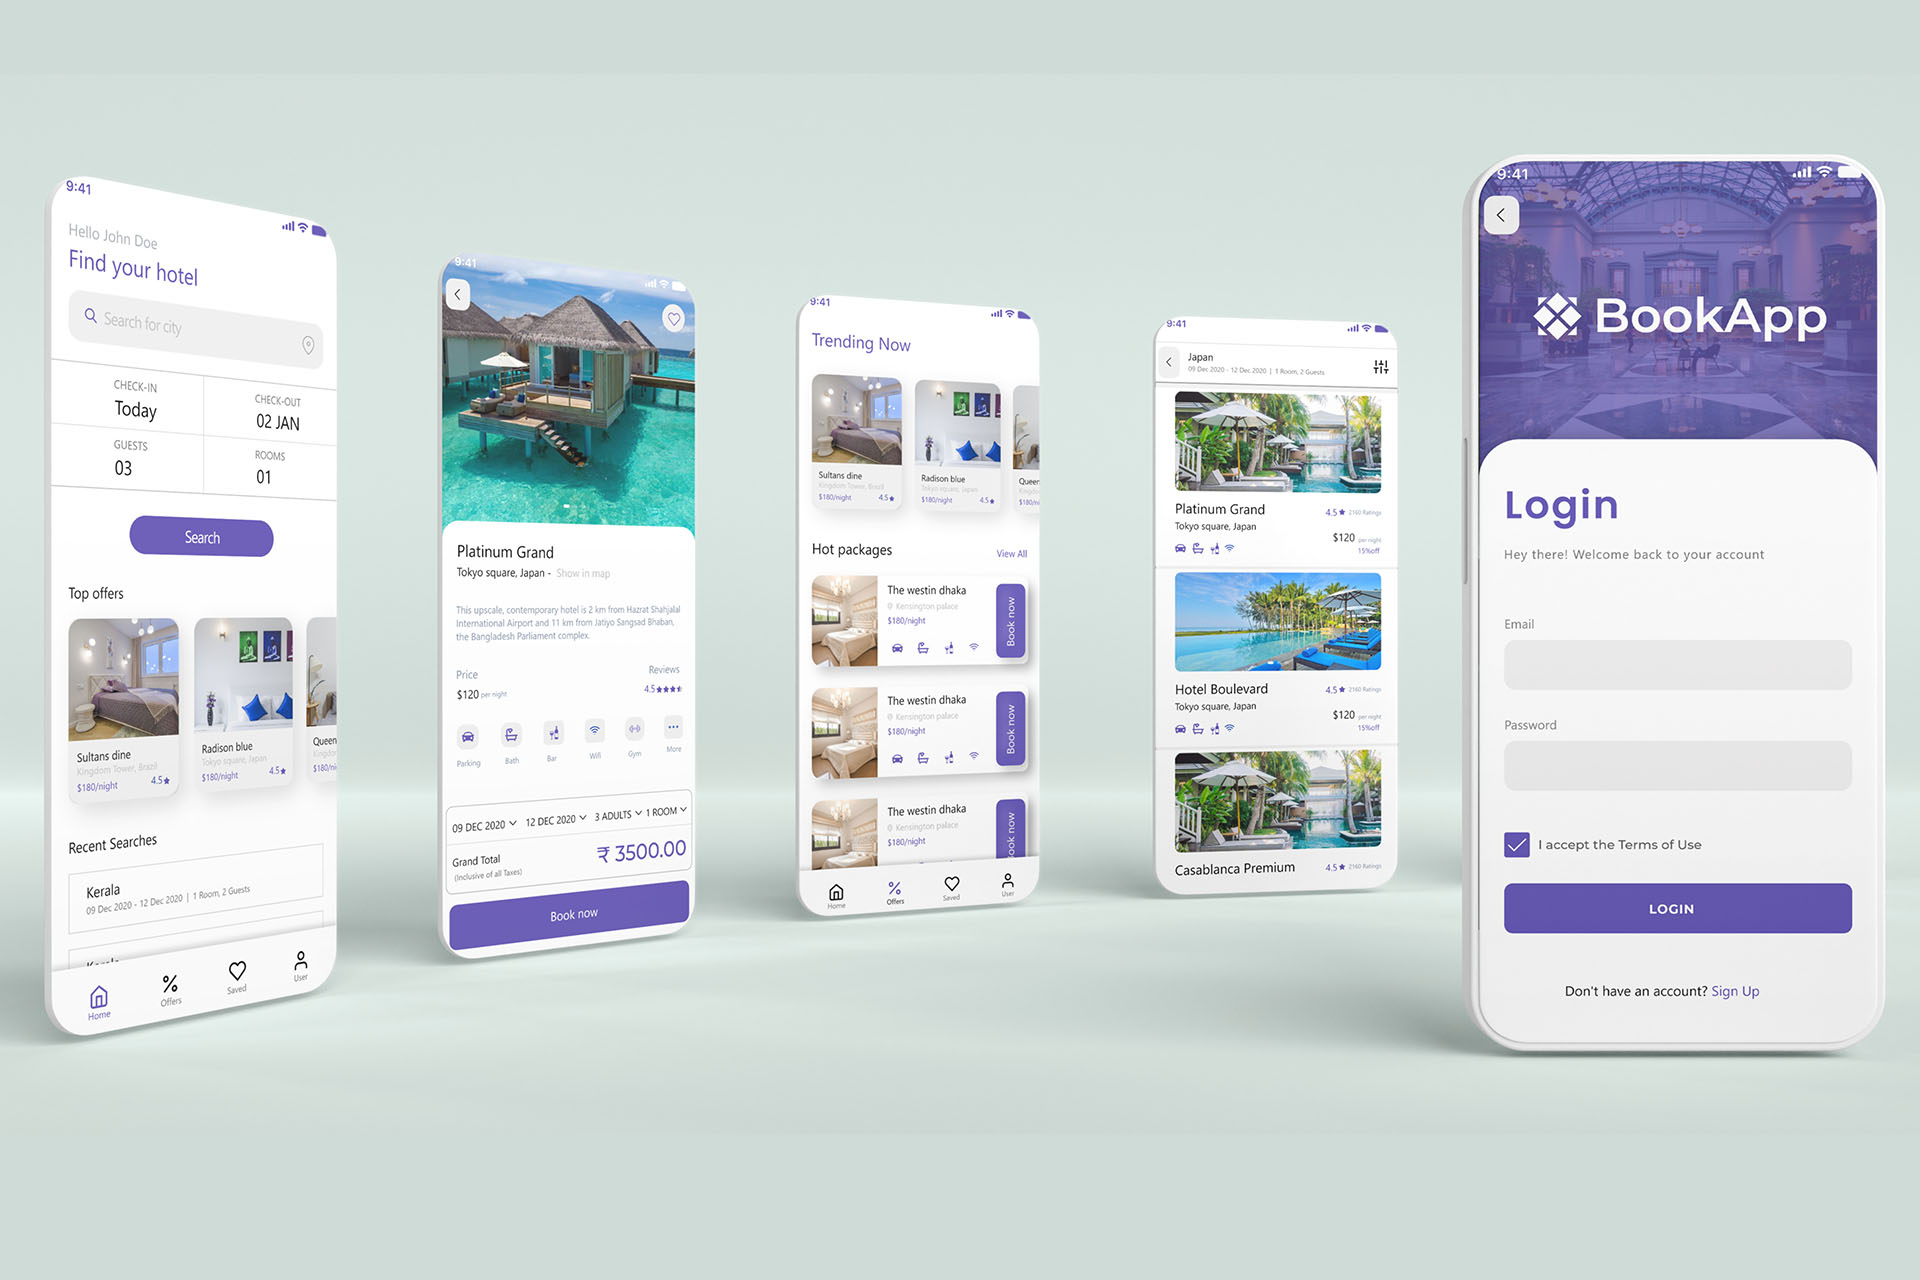 9:41
Hello John Doe
Find your hotel
Search for city
CHECK-IN
Today
CHECK-OUT
02 JAN
GUESTS
03
ROOMS
01
Search
Top offers
Sultans dine
Kingdom Tower, Brazil
$180/night
4.5
Radison blue
Tokyo square, Japan
$180/night
4.5
Queen
Kingdo
$180/ni
Recent Searches
Kerala
09 Dec 2020 - 12 Dec 2020 | 1 Room, 2 Guests
Kerala
Home
Offers
Saved
User
9:41
Platinum Grand
Tokyo square, Japan - Show in map
This upscale, contemporary hotel is 2 km from Hazrat Shahjalal
International Airport and 11 km from Jatiyo Sangsad Bhaban,
the Bangladesh Parliament complex.
Price
$120 per night
Reviews
4.5
Parking
Bath
Bar
Wifi
Gym
More
09 DEC 2020
12 DEC 2020
3 ADULTS
1 ROOM
Grand Total
(Inclusive of all Taxes)
₹ 3500.00
Book now
9:41
Trending Now
Sultans dine
Kingdom Tower, Brazil
$180/night
4.5
Radison blue
Tokyo square, Japan
$180/night
4.5
Queen
Kingdo
$180/ni
Hot packages
View All
The westin dhaka
Kensington palace
$180/night
Book now
The westin dhaka
Kensington palace
$180/night
Book now
The westin dhaka
Kensington palace
$180/night
Book now
Home
Offers
Saved
User
9:41
Japan
09 Dec 2020 - 12 Dec 2020 | 1 Room, 2 Guests
Platinum Grand
4.5 2160 Ratings
Tokyo square, Japan
$120 per night
15%off
Hotel Boulevard
4.5 2160 Ratings
Tokyo square, Japan
$120 per night
15%off
Casablanca Premium
4.5 2160 Ratings
9:41
BookApp
Login
Hey there! Welcome back to your account
Email
Password
I accept the Terms of Use
LOGIN
Don't have an account? Sign Up